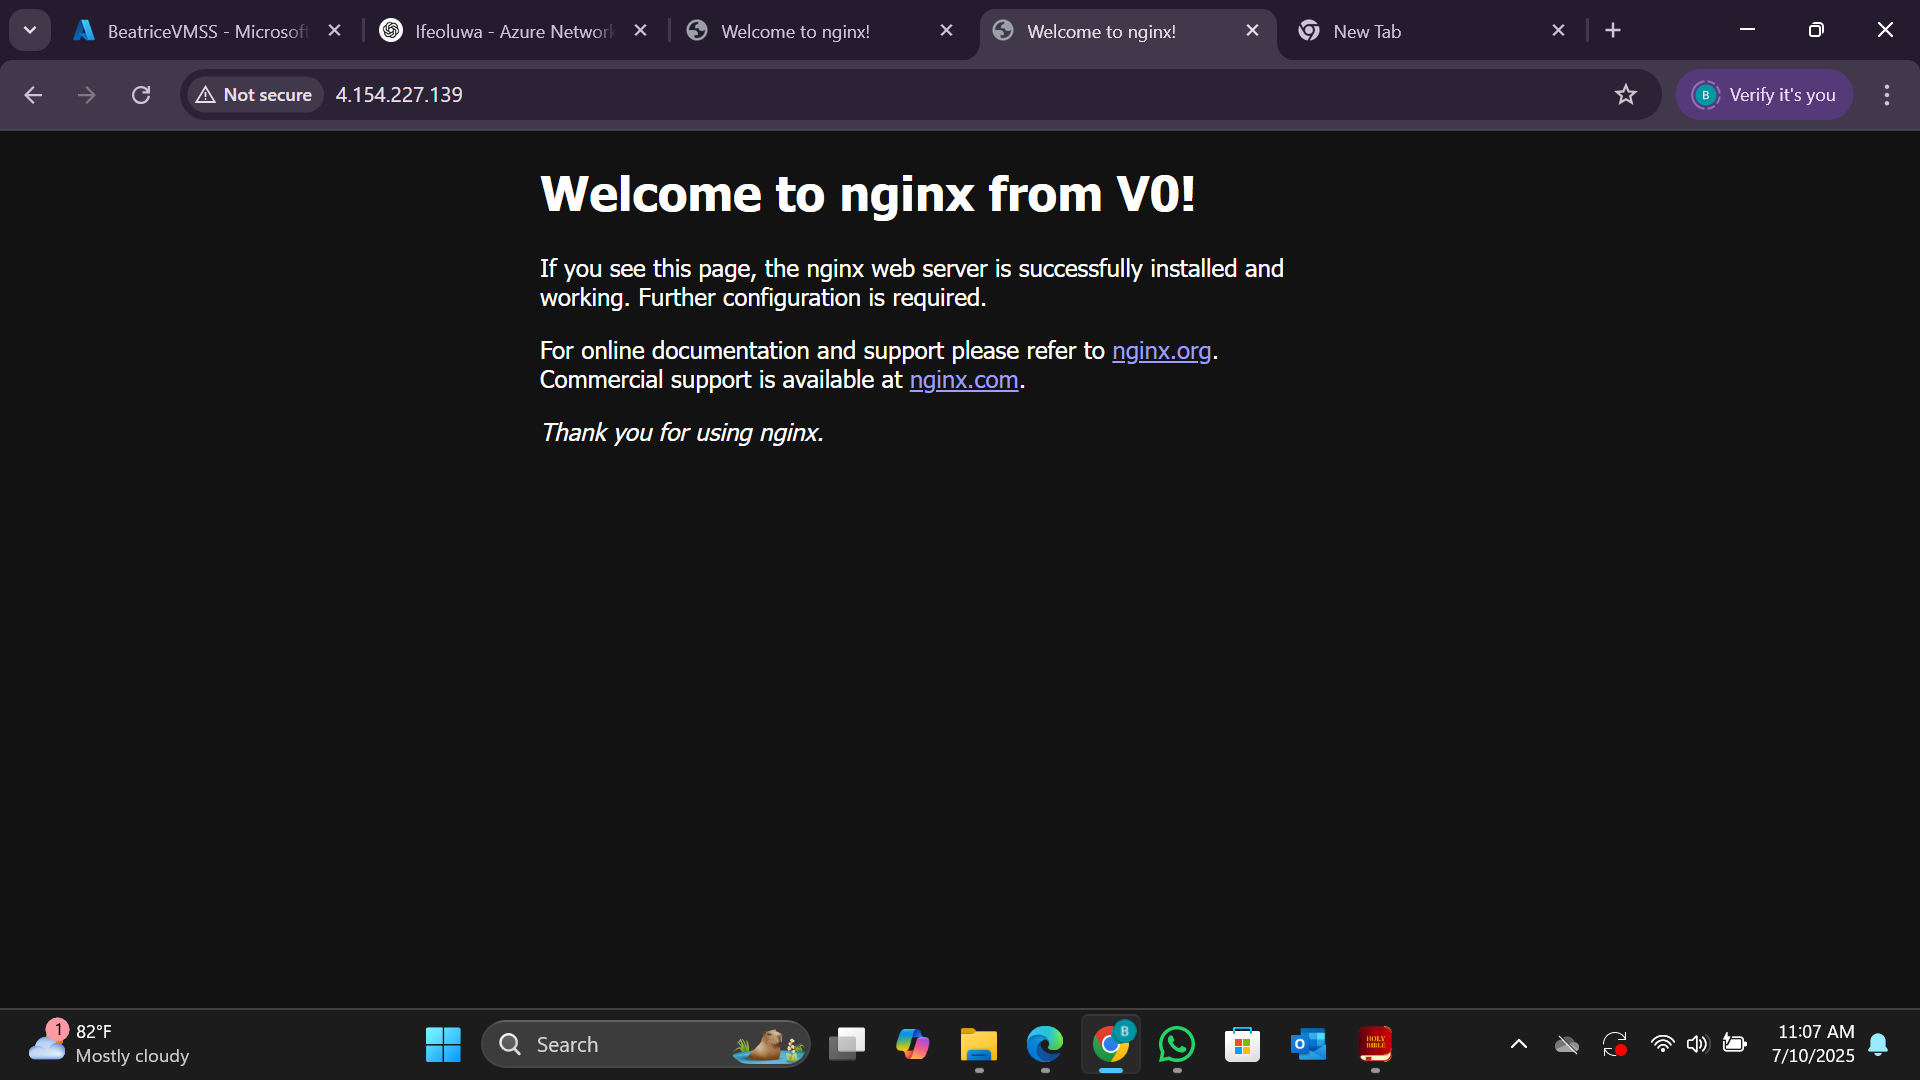 BeatriceVMSS - Microsoft
Ifeoluwa - Azure Network
Welcome to nginx!
Welcome to nginx!
New Tab
Not secure
4.154.227.139
B
Verify it's you
Welcome to nginx from V0!
If you see this page, the nginx web server is successfully installed and
working. Further configuration is required.
For online documentation and support please refer to nginx.org.
Commercial support is available at nginx.com.
Thank you for using nginx.
1
82°F
Mostly cloudy
Search
B
O
HOLY
BIBLE
11:07 AM
7/10/2025